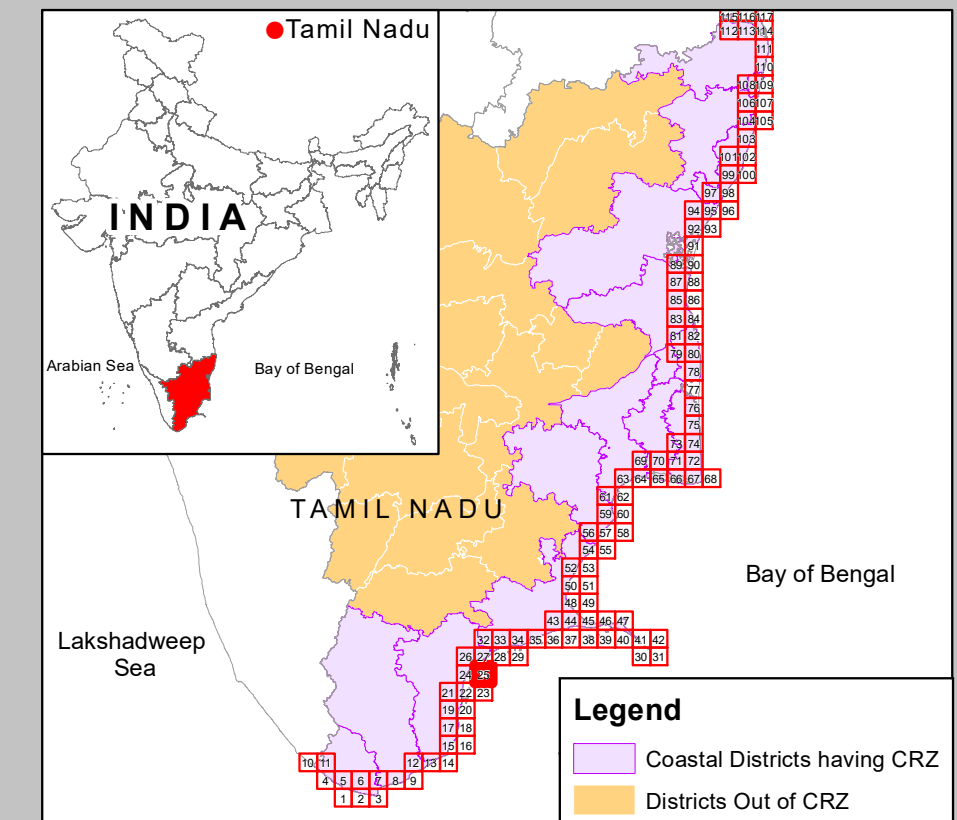 Tamil Nadu
INDIA
Arabian Sea
Bay of Bengal
115 116 117
112 113 114
111
110
108 109
106 107
104 105
103
101 102
99 100
97 98
94 95 96
92 93
91
89 90
87 88
85 86
83 84
81 82
79 80
78
77
76
75
73 74
69 70 71 72
63 64 65 66 67 68
61 62
59 60
56 57 58
54 55
52 53
50 51
48 49
43 44 45 46 47
32 33 34 35 36 37 38 39 40 41 42
26 27 28 29 30 31
24 25
21 22 23
19 20
17 18
15 16
10 11 12 13 14
4 5 6 7 8 9
1 2 3
TAMIL NADU
Bay of Bengal
Lakshadweep
Sea
Legend
Coastal Districts having CRZ
Districts Out of CRZ